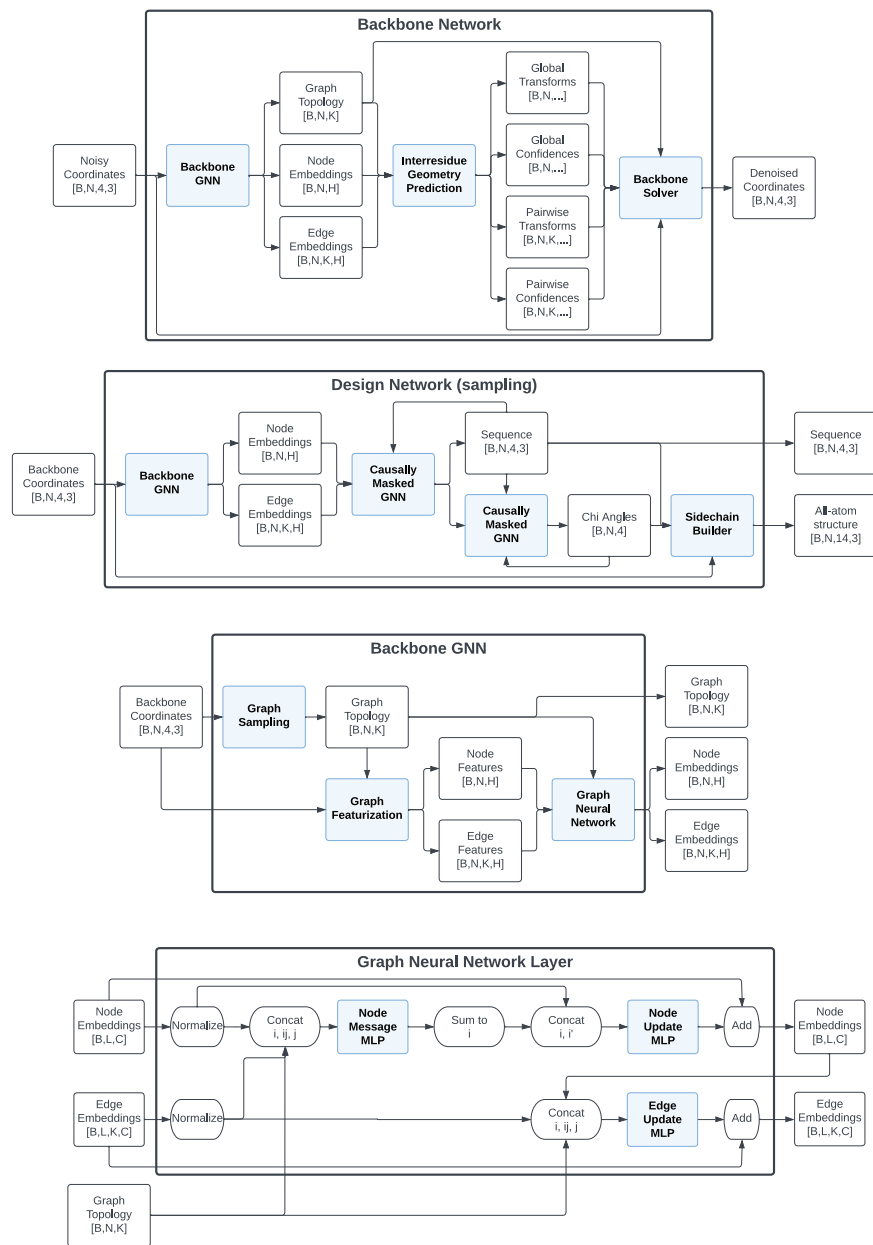 Backbone Network
Noisy
Coordinates
[B,N,4,3]
Backbone
GNN
Graph
Topology
[B,N,K]
Node
Embeddings
[B,N,H]
Edge
Embeddings
[B,N,K,H]
Interresidue
Geometry
Prediction
Global
Transforms
[B,N,...]
Global
Confidences
[B,N,...]
Pairwise
Transforms
[B,N,K,...]
Pairwise
Confidences
[B,N,K,...]
Backbone
Solver
Denoised
Coordinates
[B,N,4,3]
Design Network (sampling)
Backbone
Coordinates
[B,N,4,3]
Backbone
GNN
Node
Embeddings
[B,N,H]
Edge
Embeddings
[B,N,K,H]
Causally
Masked
GNN
Sequence
[B,N,4,3]
Causally
Masked
GNN
Chi Angles
[B,N,4]
Sidechain
Builder
Sequence
[B,N,4,3]
All-atom
structure
[B,N,14,3]
Backbone GNN
Backbone
Coordinates
[B,N,4,3]
Graph
Sampling
Graph
Topology
[B,N,K]
Graph
Featurization
Node
Features
[B,N,H]
Edge
Features
[B,N,K,H]
Graph
Neural
Network
Graph
Topology
[B,N,K]
Node
Embeddings
[B,N,H]
Edge
Embeddings
[B,N,K,H]
Graph Neural Network Layer
Node
Embeddings
[B,L,C]
Normalize
Concat
i, ij, j
Node
Message
MLP
Sum to
i
Concat
i, i'
Node
Update
MLP
Add
Node
Embeddings
[B,L,C]
Edge
Embeddings
[B,L,K,C]
Normalize
Concat
i, ij, j
Edge
Update
MLP
Add
Edge
Embeddings
[B,L,K,C]
Graph
Topology
[B,N,K]